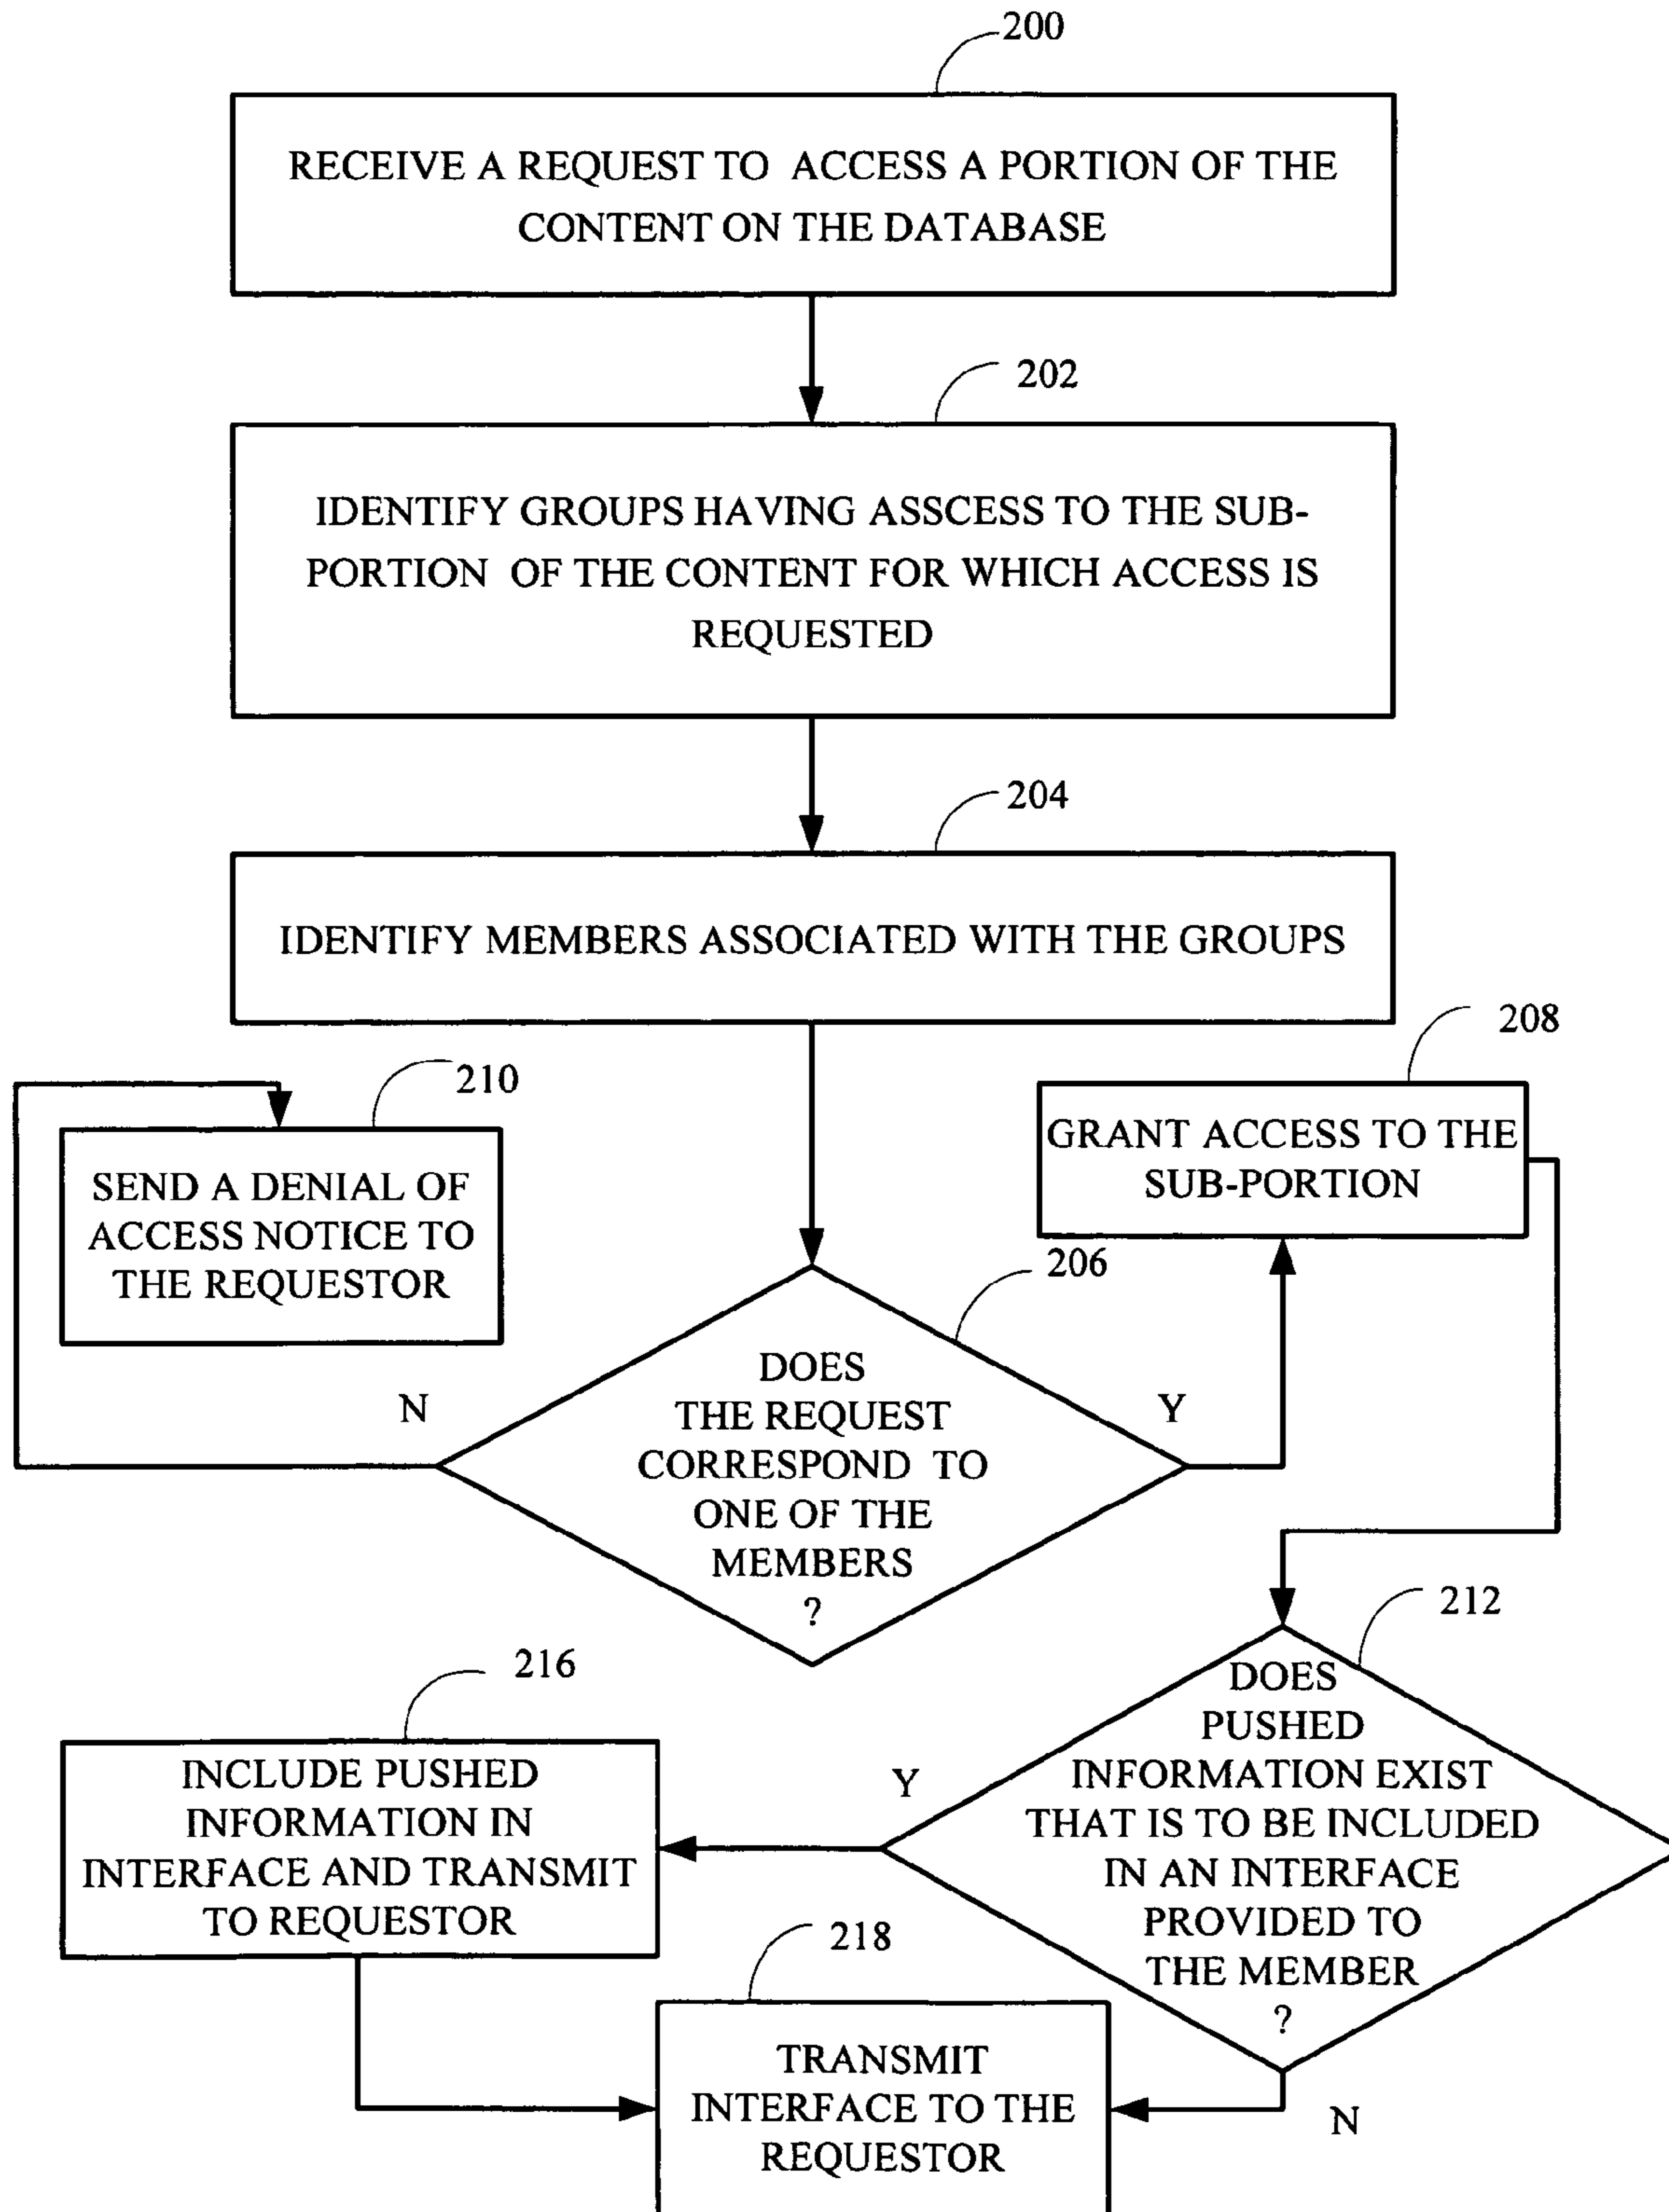 200
RECEIVE A REQUEST TO ACCESS A PORTION OF THE
CONTENT ON THE DATABASE
202
IDENTIFY GROUPS HAVING ASSCESS TO THE SUB-
PORTION OF THE CONTENT FOR WHICH ACCESS IS
REQUESTED
204
IDENTIFY MEMBERS ASSOCIATED WITH THE GROUPS
208
GRANT ACCESS TO THE
SUB-PORTION
210
SEND A DENIAL OF
ACCESS NOTICE TO
THE REQUESTOR
206
DOES
THE REQUEST
CORRESPOND TO
ONE OF THE
MEMBERS
?
N
Y
212
DOES
PUSHED
INFORMATION EXIST
THAT IS TO BE INCLUDED
IN AN INTERFACE
PROVIDED TO
THE MEMBER
?
Y
N
216
INCLUDE PUSHED
INFORMATION IN
INTERFACE AND TRANSMIT
TO REQUESTOR
218
TRANSMIT
INTERFACE TO THE
REQUESTOR